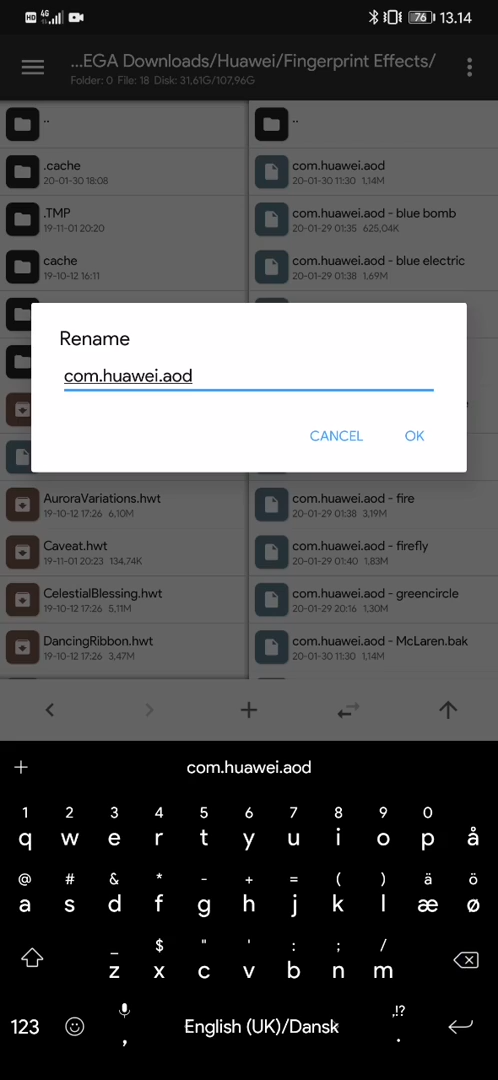 HD 4G 76 13.14
...EGA Downloads/Huawei/Fingerprint Effects/
Folder: 0 File: 18 Disk: 31,61G/107,96G
..
.cache
20-01-30 18:08
.TMP
19-11-01 20:20
cache
19-10-12 16:11
..
com.huawei.aod
20-01-30 11:30 1,14M
com.huawei.aod - blue bomb
20-01-29 01:35 625,04K
com.huawei.aod - blue electric
20-01-29 01:38 1,69M
Rename
com.huawei.aod
CANCEL OK
AuroraVariations.hwt
19-10-12 17:26 6,10M
Caveat.hwt
19-11-01 20:23 134,74K
CelestialBlessing.hwt
19-10-12 17:26 5,11M
DancingRibbon.hwt
19-10-12 17:26 3,47M
com.huawei.aod - fire
20-01-29 01:38 3,19M
com.huawei.aod - firefly
20-01-29 01:40 1,83M
com.huawei.aod - greencircle
20-01-29 20:16 1,30M
com.huawei.aod - McLaren.bak
20-01-30 11:30 1,14M
+ com.huawei.aod
1 2 3 4 5 6 7 8 9 0
q w e r t y u i o p å
@ # & * - + = ( ) ä ö
a s d f g h j k l æ ø
_ $ " ' : ; /
z x c v b n m
123 , English (UK)/Dansk ,!? .